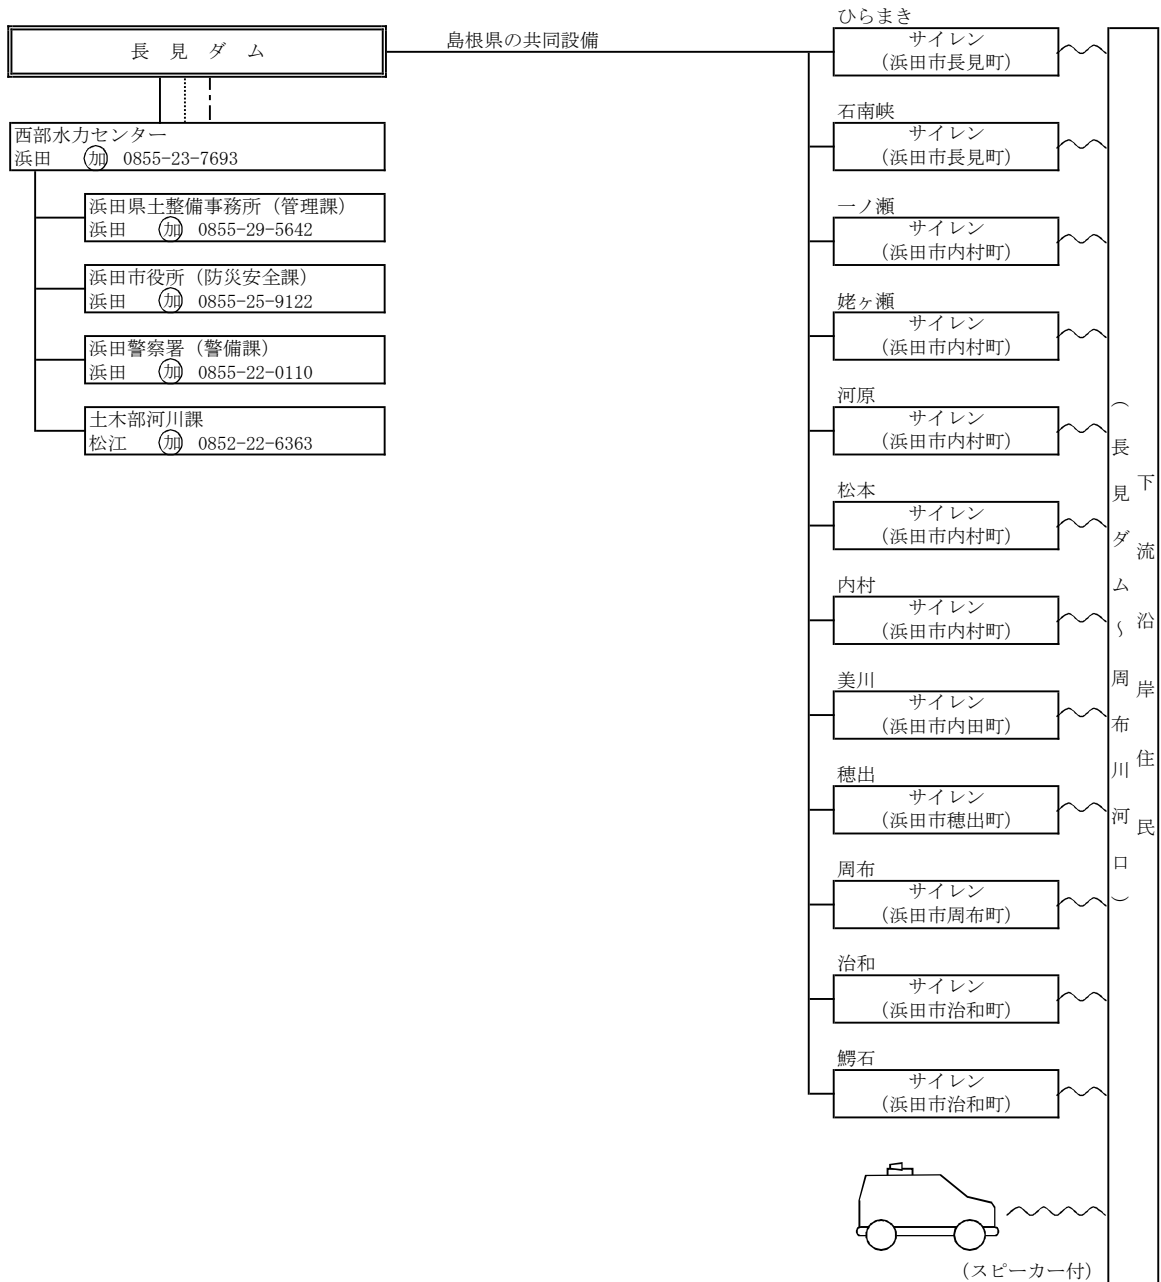 長見ダム
島根県の共同設備
西部水力センター
浜田 ㊎ 0855-23-7693
浜田県土整備事務所（管理課）
浜田 加 0855-29-5642
浜田市役所（防災安全課）
浜田 加 0855-25-9122
浜田警察署（警備課）
浜田 加 0855-22-0110
土木部河川課
松江 加 0852-22-6363
ひらまき
サイレン
（浜田市長見町）
石南峡
サイレン
（浜田市長見町）
一ノ瀬
サイレン
（浜田市内村町）
姥ヶ瀬
サイレン
（浜田市内村町）
河原
サイレン
（浜田市内村町）
松本
サイレン
（浜田市内村町）
内村
サイレン
（浜田市内村町）
美川
サイレン
（浜田市内田町）
穂出
サイレン
（浜田市穂出町）
周布
サイレン
（浜田市周布町）
治和
サイレン
（浜田市治和町）
鰐石
サイレン
（浜田市治和町）
（スピーカー付）
下流沿岸住民
（長見ダム～周布川河口）